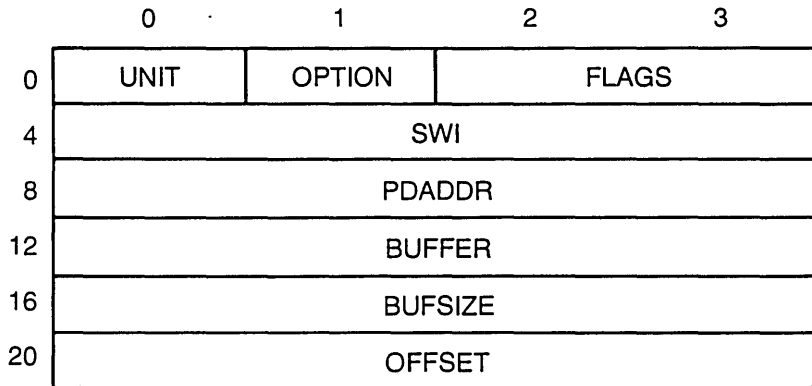 0 1 2 3
0 UNIT OPTION FLAGS
4 SWI
8 PDADDR
12 BUFFER
16 BUFSIZE
20 OFFSET